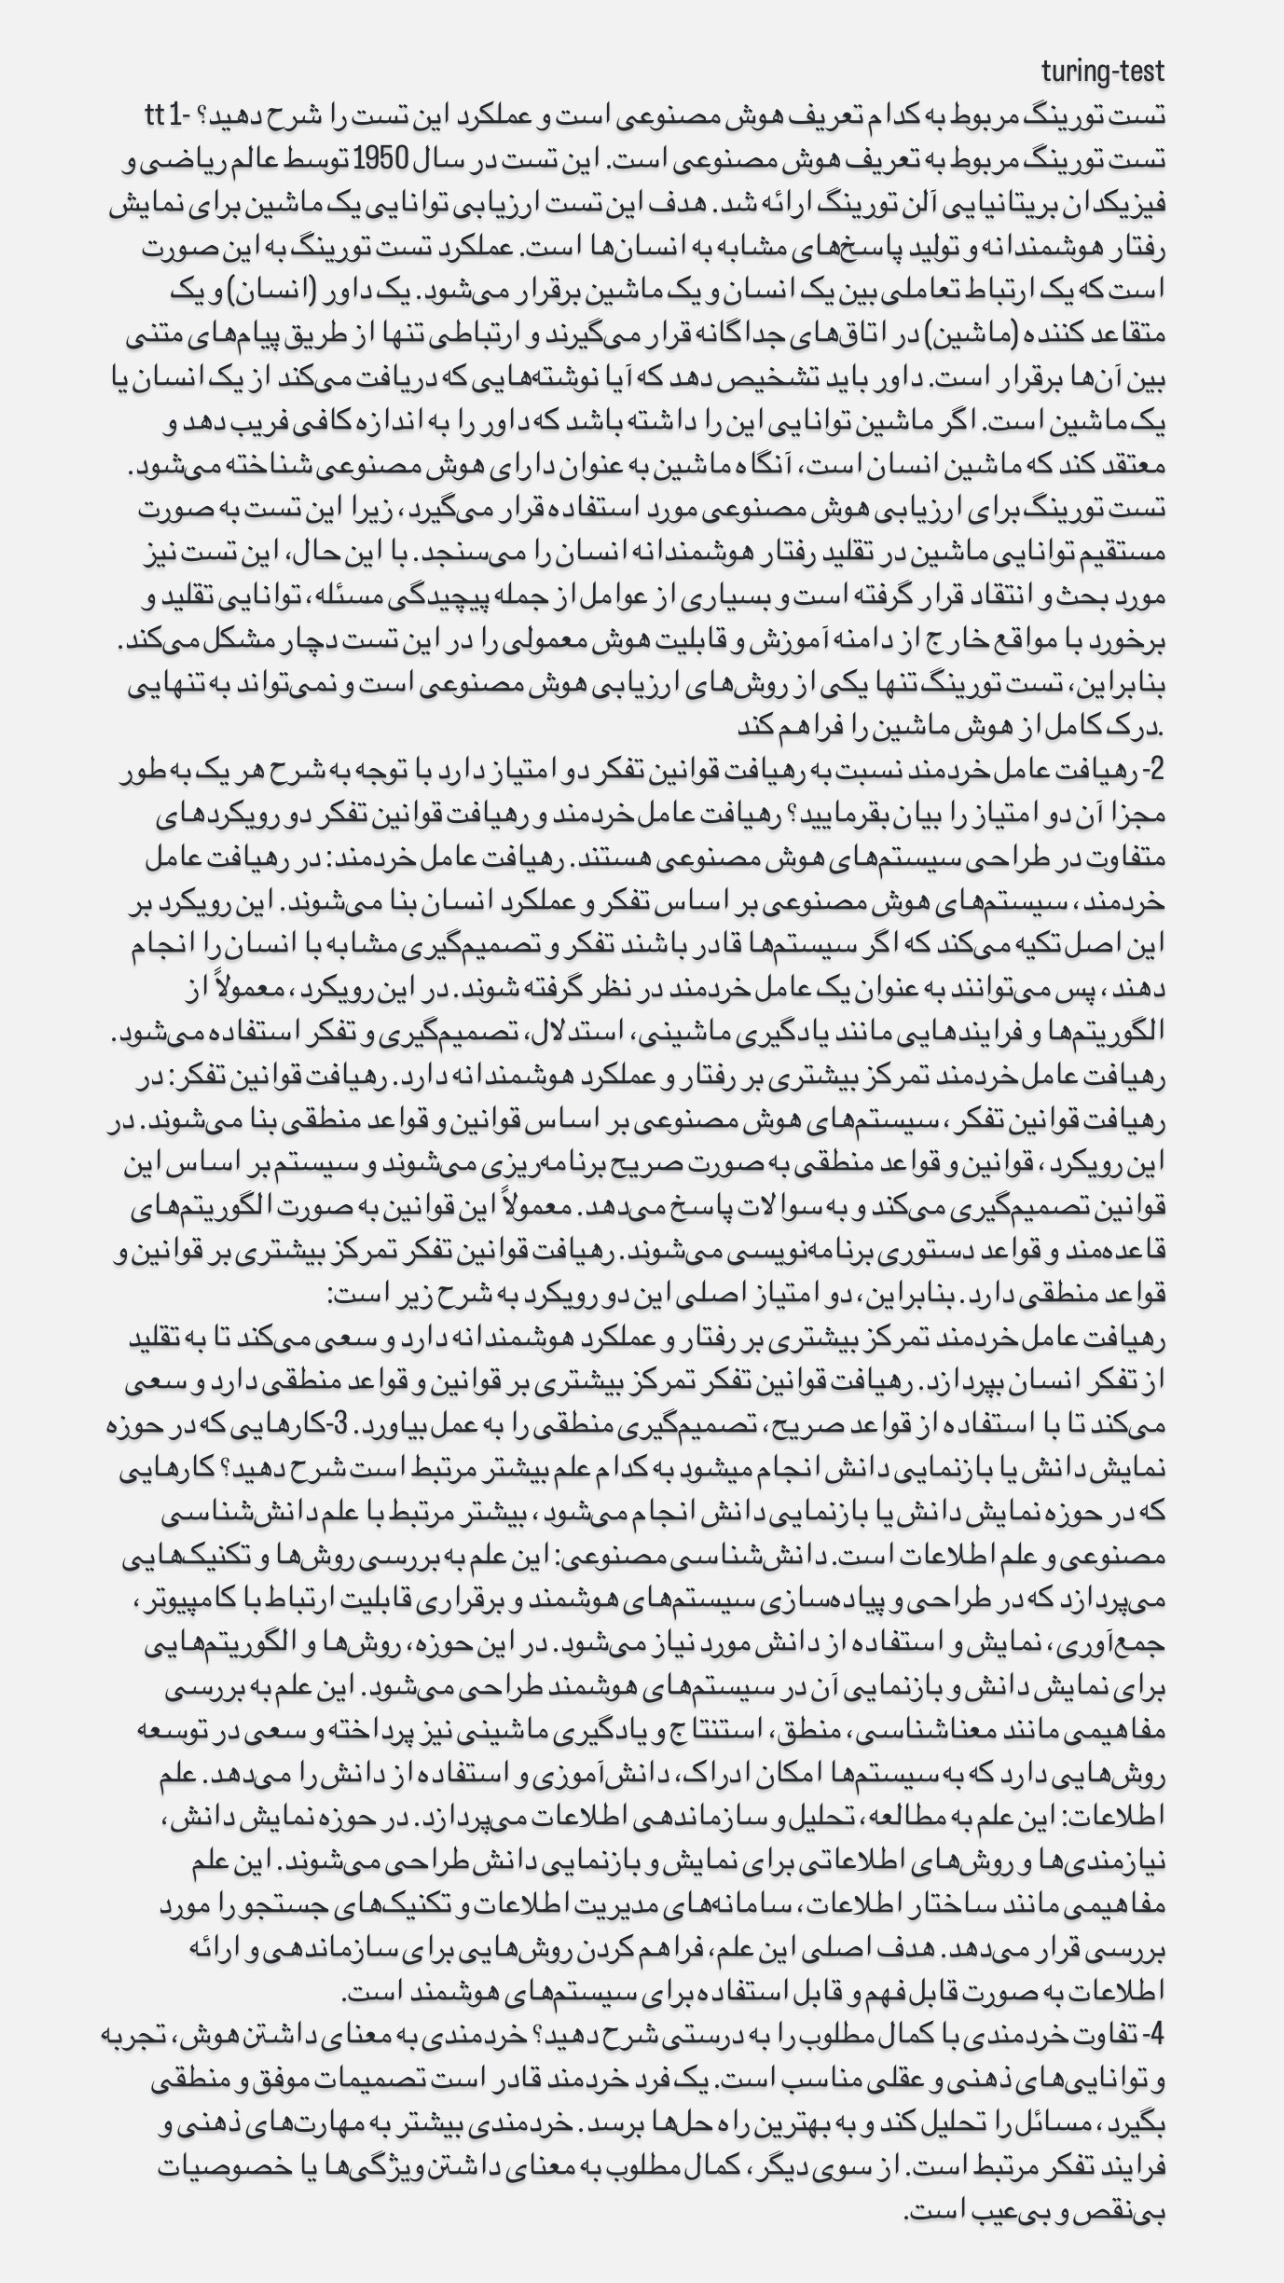 turing-test
تست تورینگ مربوط به کدام تعریف هوش مصنوعی است و عملکرد این تست را شرح دهید؟ -1 tt
تست تورینگ مربوط به تعریف هوش مصنوعی است. این تست در سال 1950 توسط عالم ریاضی و
فیزیکدان بریتانیایی آلن تورینگ ارائه شد. هدف این تست ارزیابی توانایی یک ماشین برای نمایش
رفتار هوشمندانه و تولید پاسخ‌های مشابه به انسان‌ها است. عملکرد تست تورینگ به این صورت
است که یک ارتباط تعاملی بین یک انسان و یک ماشین برقرار می‌شود. یک داور (انسان) و یک
متقاعد کننده (ماشین) در اتاق‌های جداگانه قرار می‌گیرند و ارتباطی تنها از طریق پیام‌های متنی
بین آن‌ها برقرار است. داور باید تشخیص دهد که آیا نوشته‌هایی که دریافت می‌کند از یک انسان یا
یک ماشین است. اگر ماشین توانایی این را داشته باشد که داور را به اندازه کافی فریب دهد و
معتقد کند که ماشین انسان است، آنگاه ماشین به عنوان دارای هوش مصنوعی شناخته می‌شود.
تست تورینگ برای ارزیابی هوش مصنوعی مورد استفاده قرار می‌گیرد، زیرا این تست به صورت
مستقیم توانایی ماشین در تقلید رفتار هوشمندانه انسان را می‌سنجد. با این حال، این تست نیز
مورد بحث و انتقاد قرار گرفته است و بسیاری از عوامل از جمله پیچیدگی مسئله، توانایی تقلید و
برخورد با مواقع خارج از دامنه آموزش و قابلیت هوش معمولی را در این تست دچار مشکل می‌کند.
بنابراین، تست تورینگ تنها یکی از روش‌های ارزیابی هوش مصنوعی است و نمی‌تواند به تنهایی
.درک کامل از هوش ماشین را فراهم کند
2- رهیافت عامل خردمند نسبت به رهیافت قوانین تفکر دو امتیاز دارد با توجه به شرح هر یک به طور
مجزا آن دو امتیاز را بیان بقرمایید؟ رهیافت عامل خردمند و رهیافت قوانین تفکر دو رویکردهای
متفاوت در طراحی سیستم‌های هوش مصنوعی هستند. رهیافت عامل خردمند: در رهیافت عامل
خردمند، سیستم‌های هوش مصنوعی بر اساس تفکر و عملکرد انسان بنا می‌شوند. این رویکرد بر
این اصل تکیه می‌کند که اگر سیستم‌ها قادر باشند تفکر و تصمیم‌گیری مشابه با انسان را انجام
دهند، پس می‌توانند به عنوان یک عامل خردمند در نظر گرفته شوند. در این رویکرد، معمولاً از
الگوریتم‌ها و فرایندهایی مانند یادگیری ماشینی، استدلال، تصمیم‌گیری و تفکر استفاده می‌شود.
رهیافت عامل خردمند تمرکز بیشتری بر رفتار و عملکرد هوشمندانه دارد. رهیافت قوانین تفکر: در
رهیافت قوانین تفکر، سیستم‌های هوش مصنوعی بر اساس قوانین و قواعد منطقی بنا می‌شوند. در
این رویکرد، قوانین و قواعد منطقی به صورت صریح برنامه‌ریزی می‌شوند و سیستم بر اساس این
قوانین تصمیم‌گیری می‌کند و به سوالات پاسخ می‌دهد. معمولاً این قوانین به صورت الگوریتم‌های
قاعده‌مند و قواعد دستوری برنامه‌نویسی می‌شوند. رهیافت قوانین تفکر تمرکز بیشتری بر قوانین و
قواعد منطقی دارد. بنابراین، دو امتیاز اصلی این دو رویکرد به شرح زیر است:
رهیافت عامل خردمند تمرکز بیشتری بر رفتار و عملکرد هوشمندانه دارد و سعی می‌کند تا به تقلید
از تفکر انسان بپردازد. رهیافت قوانین تفکر تمرکز بیشتری بر قوانین و قواعد منطقی دارد و سعی
می‌کند تا با استفاده از قواعد صریح، تصمیم‌گیری منطقی را به عمل بیاورد. 3-کارهایی که در حوزه
نمایش دانش یا بازنمایی دانش انجام میشود به کدام علم بیشتر مرتبط است شرح دهید؟ کارهایی
که در حوزه نمایش دانش یا بازنمایی دانش انجام می‌شود، بیشتر مرتبط با علم دانش‌شناسی
مصنوعی و علم اطلاعات است. دانش‌شناسی مصنوعی: این علم به بررسی روش‌ها و تکنیک‌هایی
می‌پردازد که در طراحی و پیاده‌سازی سیستم‌های هوشمند و برقراری قابلیت ارتباط با کامپیوتر،
جمع‌آوری، نمایش و استفاده از دانش مورد نیاز می‌شود. در این حوزه، روش‌ها و الگوریتم‌هایی
برای نمایش دانش و بازنمایی آن در سیستم‌های هوشمند طراحی می‌شود. این علم به بررسی
مفاهیمی مانند معناشناسی، منطق، استنتاج و یادگیری ماشینی نیز پرداخته و سعی در توسعه
روش‌هایی دارد که به سیستم‌ها امکان ادراک، دانش‌آموزی و استفاده از دانش را می‌دهد. علم
اطلاعات: این علم به مطالعه، تحلیل و سازماندهی اطلاعات می‌پردازد. در حوزه نمایش دانش،
نیازمندی‌ها و روش‌های اطلاعاتی برای نمایش و بازنمایی دانش طراحی می‌شوند. این علم
مفاهیمی مانند ساختار اطلاعات، سامانه‌های مدیریت اطلاعات و تکنیک‌های جستجو را مورد
بررسی قرار می‌دهد. هدف اصلی این علم، فراهم کردن روش‌هایی برای سازماندهی و ارائه
اطلاعات به صورت قابل فهم و قابل استفاده برای سیستم‌های هوشمند است.
4- تفاوت خردمندی با کمال مطلوب را به درستی شرح دهید؟ خردمندی به معنای داشتن هوش، تجربه
و توانایی‌های ذهنی و عقلی مناسب است. یک فرد خردمند قادر است تصمیمات موفق و منطقی
بگیرد، مسائل را تحلیل کند و به بهترین راه حل‌ها برسد. خردمندی بیشتر به مهارت‌های ذهنی و
فرایند تفکر مرتبط است. از سوی دیگر، کمال مطلوب به معنای داشتن ویژگی‌ها یا خصوصیات
بی‌نقص و بی‌عیب است.